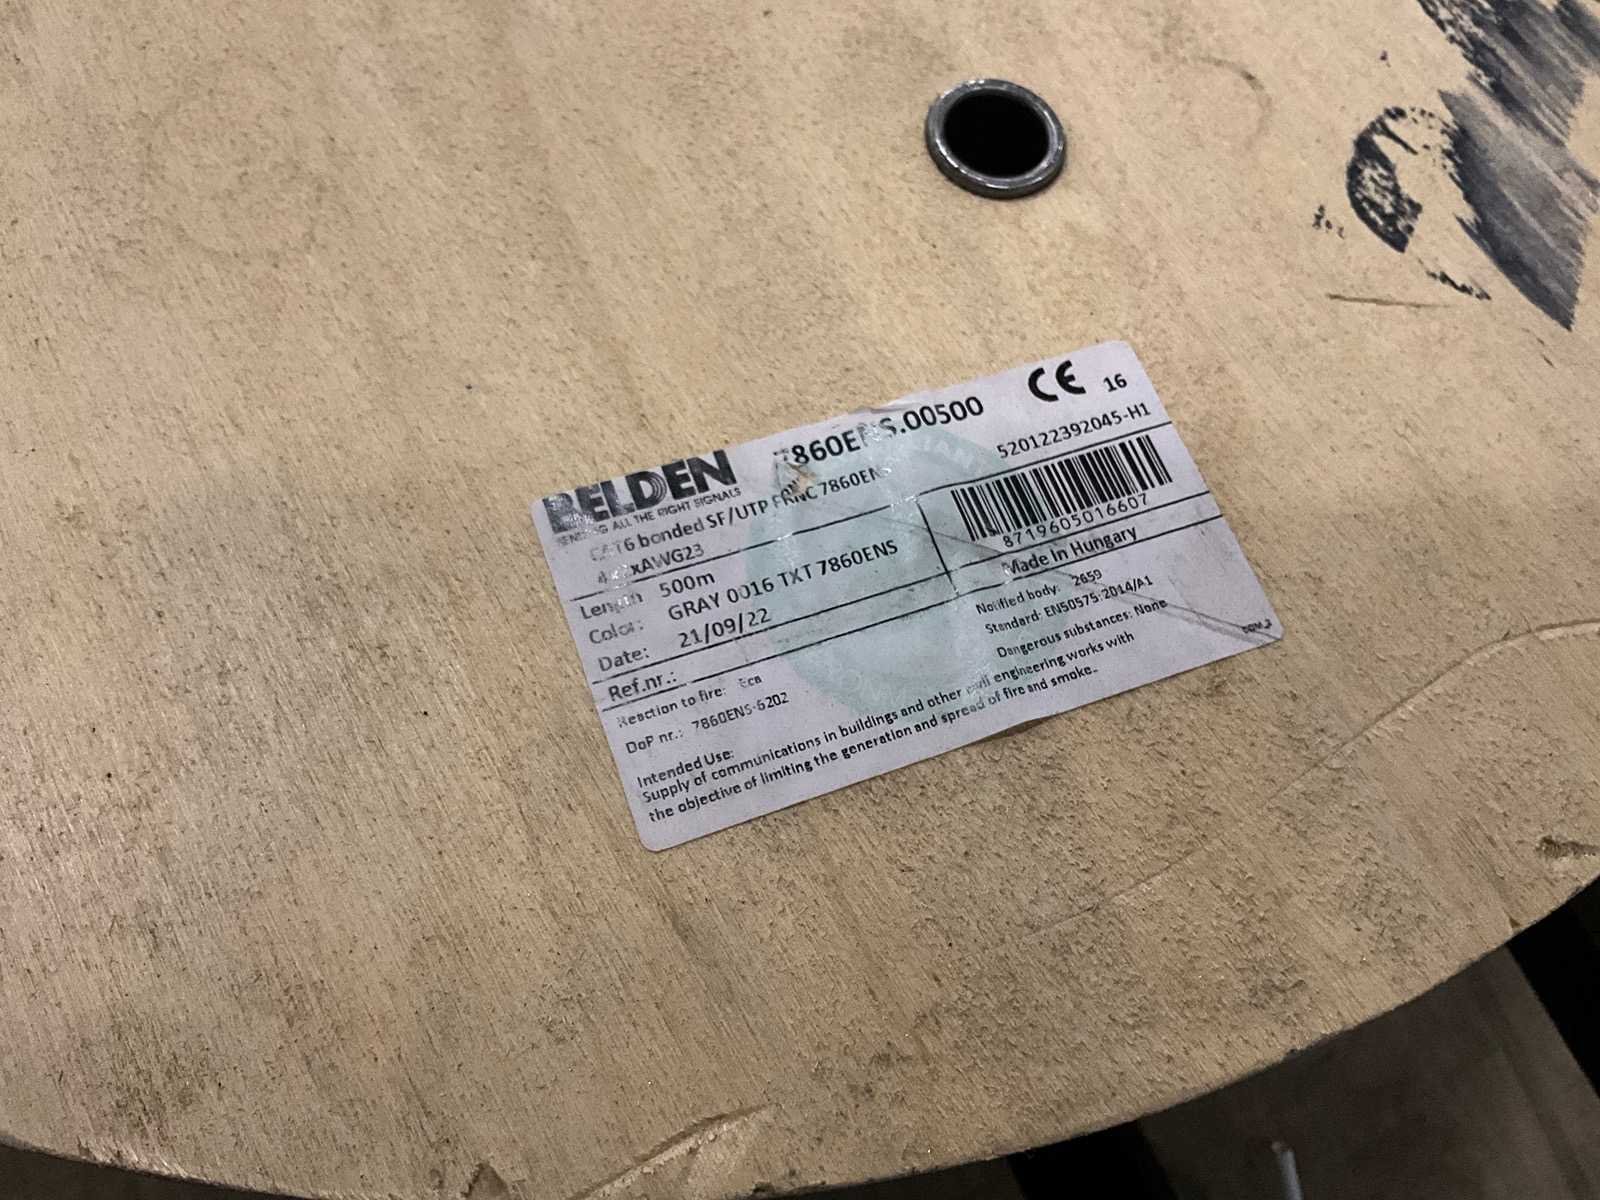 BELDEN
SENDING ALL THE RIGHT SIGNALS
7860ENS.00500
CE 16
520122392045-H1
CAT6 bonded SF/UTP FRNC 7860ENS
4x2xAWG23
8719605016607
Length 500m
Made In Hungary
Color: GRAY 0016 TXT 7860ENS
Date: 21/09/22
Ref.nr.:
Notified body: 2659
Standard: EN50575:2014/A1
Dangerous substances: None
Reaction to fire: Eca
DoP nr.: 7860ENS-6202
Intended Use:
Supply of communications in buildings and other civil engineering works with
the objective of limiting the generation and spread of fire and smoke.